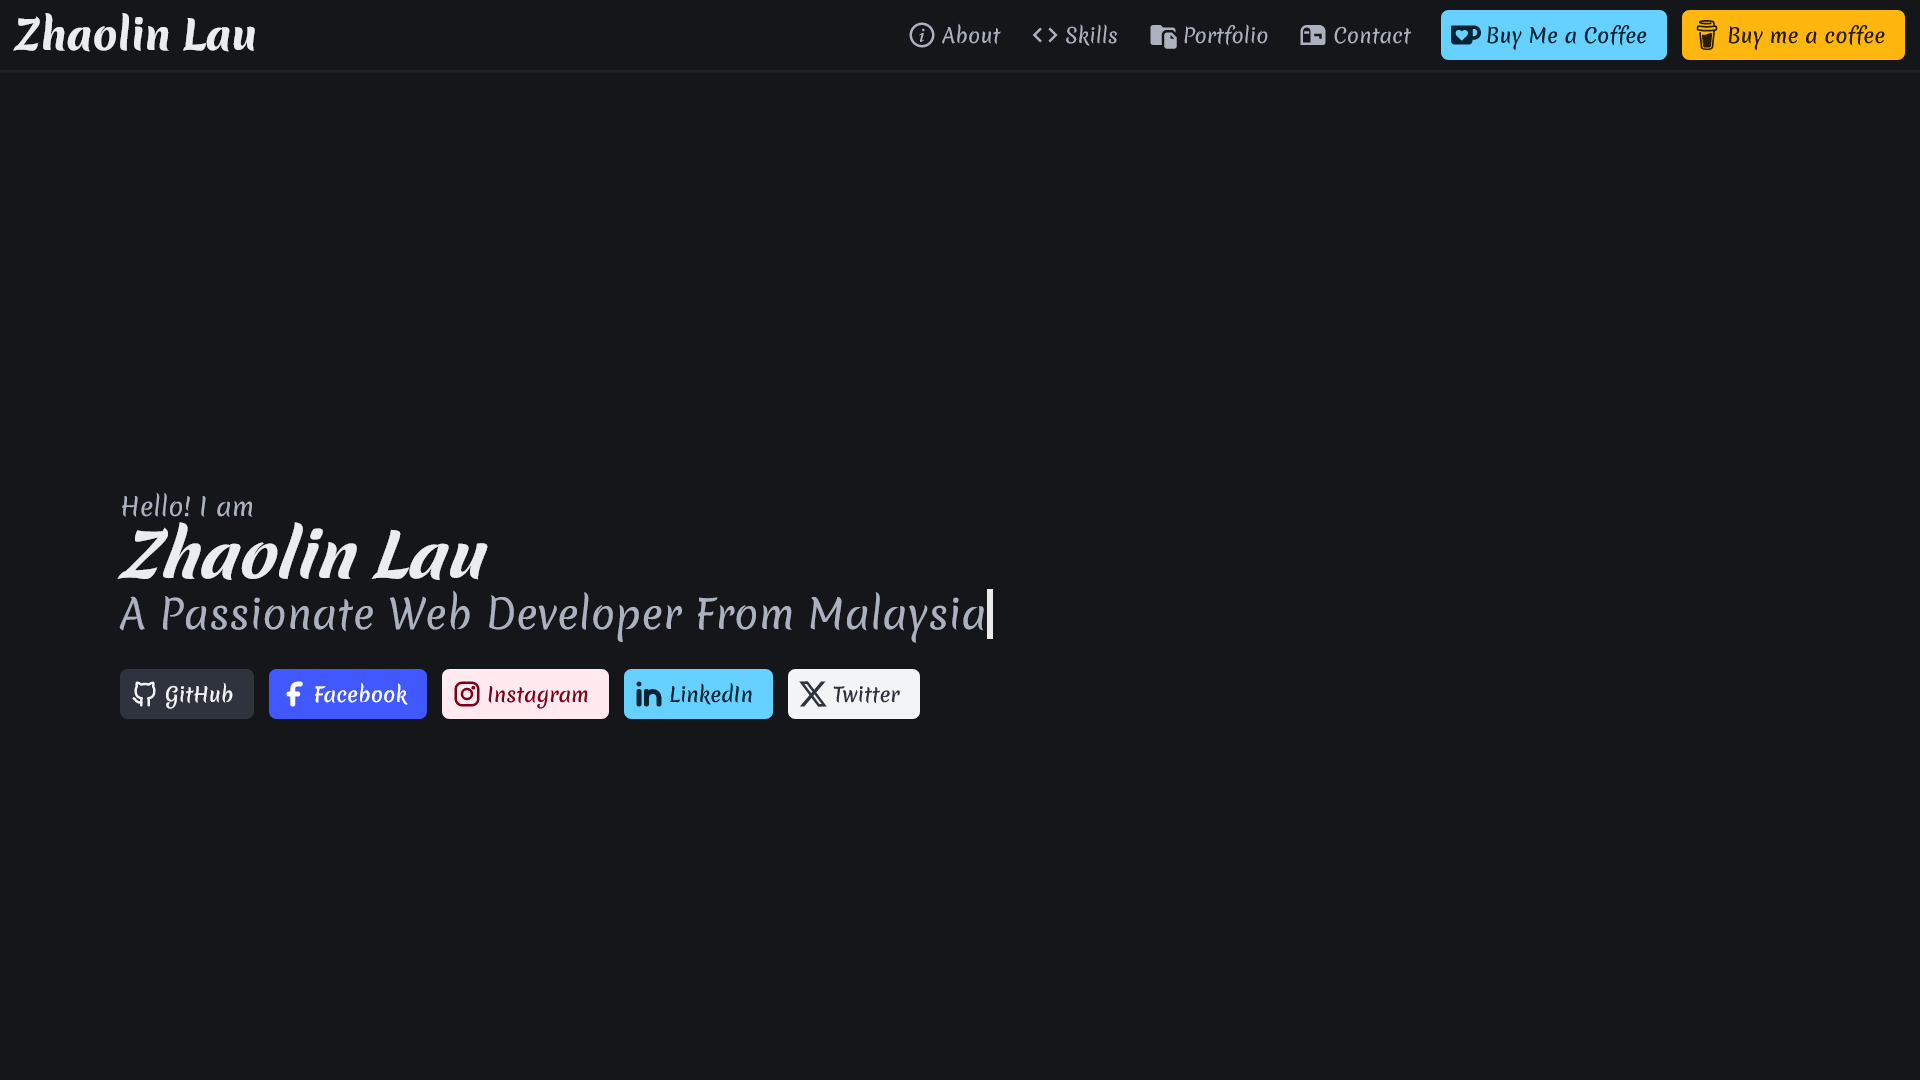 Zhaolin Lau
About
Skills
Portfolio
Contact
Buy Me a Coffee
Buy me a coffee
Hello! I am
Zhaolin Lau
A Passionate Web Developer From Malaysia
GitHub
Facebook
Instagram
LinkedIn
Twitter